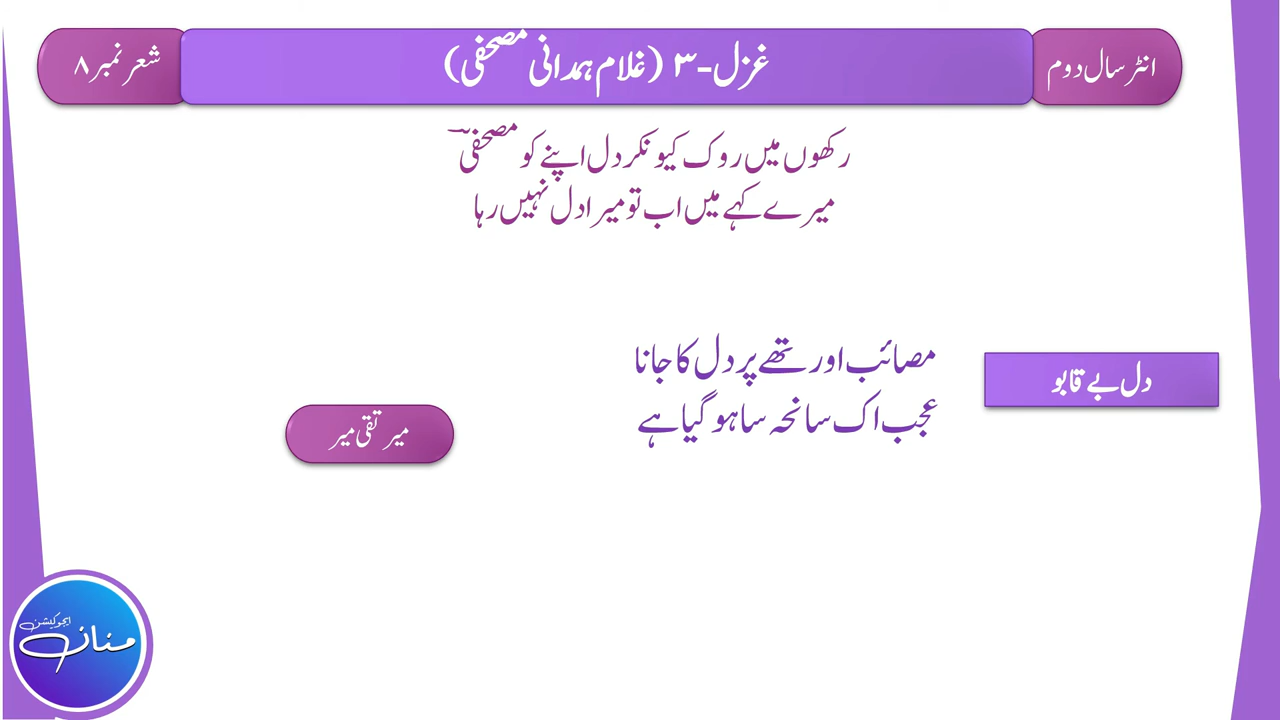 انٹر سال دوم
غزل-۳ (غلام ہمدانی مصحفی)
شعر نمبر ۸
رکھوں میں روک کیونکر دل اپنے کو مصحفیؔ
میرے کہے میں اب تو میرا دل نہیں رہا
دل بے قابو
مصائب اور تھے پر دل کا جانا
عجب اک سانحہ سا ہو گیا ہے
میر تقی میر
منان ایجوکیشن